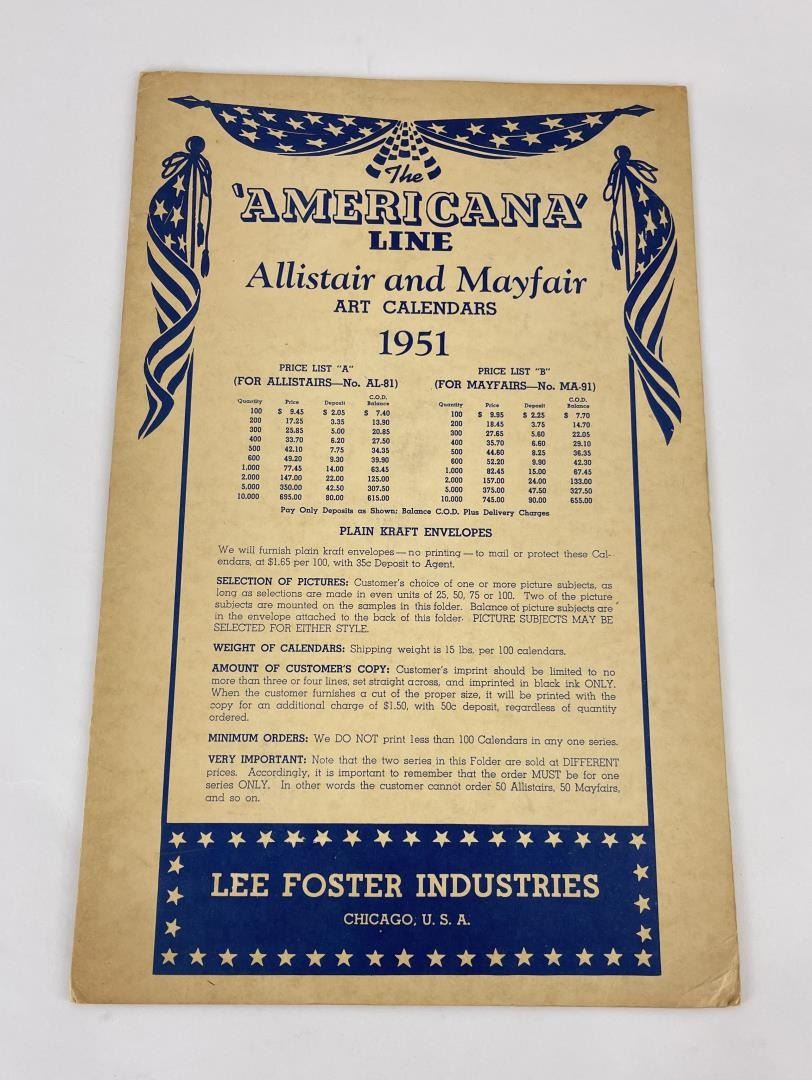 The
'AMERICANA'
LINE
Allistair and Mayfair
ART CALENDARS
1951
PRICE LIST "A"
(FOR ALLISTAIRS—No. AL-81)
Quantity Price Deposit C.O.D. Balance
100 $ 9.45 $ 2.05 $ 7.40
200 17.25 3.35 13.90
300 25.85 5.00 20.85
400 33.70 6.20 27.50
500 42.10 7.75 34.35
600 49.20 9.30 39.90
1,000 77.45 14.00 63.45
2,000 147.00 22.00 125.00
5,000 350.00 42.50 307.50
10,000 695.00 80.00 615.00
PRICE LIST "B"
(FOR MAYFAIRS—No. MA-91)
Quantity Price Deposit C.O.D. Balance
100 $ 9.95 $ 2.25 $ 7.70
200 18.45 3.75 14.70
300 27.65 5.60 22.05
400 35.70 6.60 29.10
500 44.60 8.25 36.35
600 52.20 9.90 42.30
1,000 82.45 15.00 67.45
2,000 157.00 24.00 133.00
5,000 375.00 47.50 327.50
10,000 745.00 90.00 655.00
Pay Only Deposits as Shown; Balance C.O.D. Plus Delivery Charges
PLAIN KRAFT ENVELOPES
We will furnish plain kraft envelopes—no printing—to mail or protect these Cal-
endars, at $1.65 per 100, with 35c Deposit to Agent.
SELECTION OF PICTURES: Customer's choice of one or more picture subjects, as
long as selections are made in even units of 25, 50, 75 or 100. Two of the picture
subjects are mounted on the samples in this folder. Balance of picture subjects are
in the envelope attached to the back of this folder. PICTURE SUBJECTS MAY BE
SELECTED FOR EITHER STYLE.
WEIGHT OF CALENDARS: Shipping weight is 15 lbs. per 100 calendars.
AMOUNT OF CUSTOMER'S COPY: Customer's imprint should be limited to no
more than three or four lines, set straight across, and imprinted in black ink ONLY.
When the customer furnishes a cut of the proper size, it will be printed with the
copy for an additional charge of $1.50, with 50c deposit, regardless of quantity
ordered.
MINIMUM ORDERS: We DO NOT print less than 100 Calendars in any one series.
VERY IMPORTANT: Note that the two series in this Folder are sold at DIFFERENT
prices. Accordingly, it is important to remember that the order MUST be for one
series ONLY. In other words the customer cannot order 50 Allistairs, 50 Mayfairs,
and so on.
LEE FOSTER INDUSTRIES
CHICAGO, U. S. A.